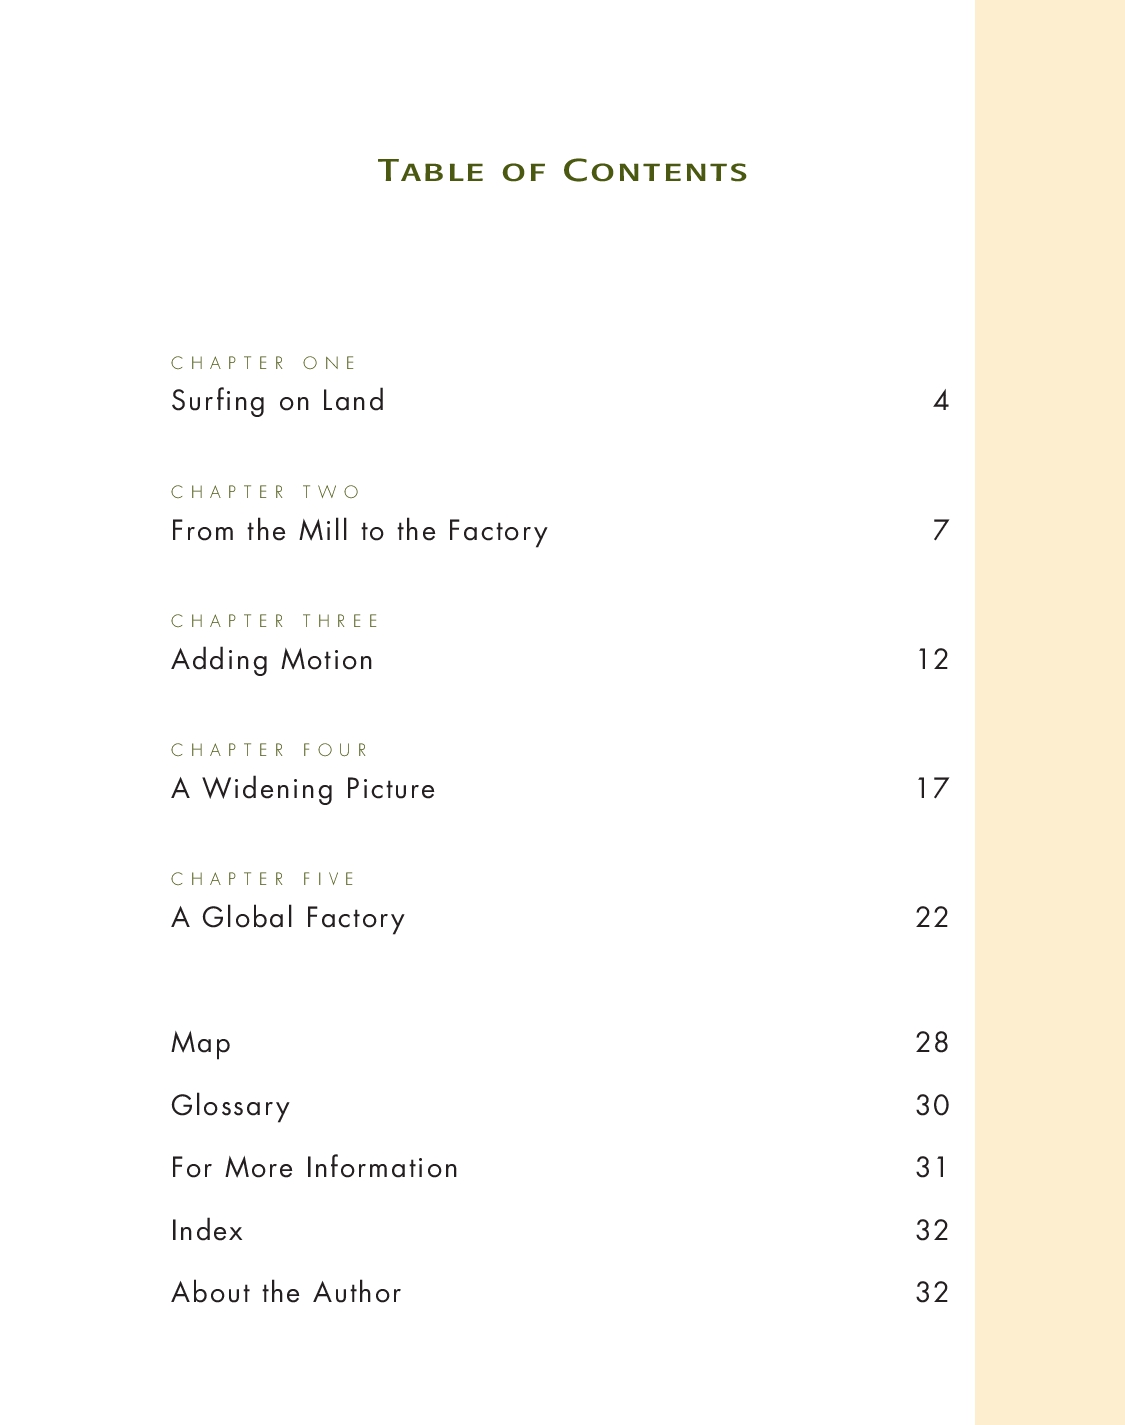 Table of Contents
CHAPTER ONE
Surfing on Land 4
CHAPTER TWO
From the Mill to the Factory 7
CHAPTER THREE
Adding Motion 12
CHAPTER FOUR
A Widening Picture 17
CHAPTER FIVE
A Global Factory 22
Map 28
Glossary 30
For More Information 31
Index 32
About the Author 32